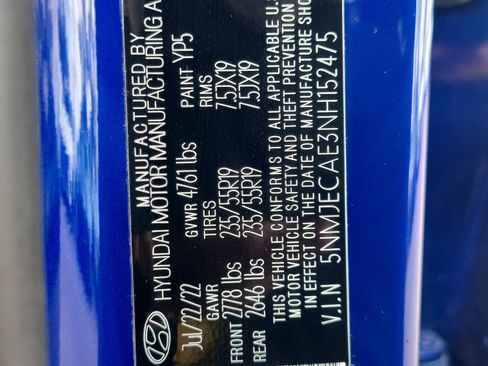 MANUFACTURED BY
HYUNDAI MOTOR MANUFACTURING A
Jul/22/22 GVWR 4761 lbs PAINT YP5
GAWR TIRES RIMS
FRONT 2778 lbs 235/55R19 7.5JX19
REAR 2646 lbs 235/55R19 7.5JX19
THIS VEHICLE CONFORMS TO ALL APPLICABLE U.
MOTOR VEHICLE SAFETY AND THEFT PREVENTION
IN EFFECT ON THE DATE OF MANUFACTURE
V.I.N 5NMJECAE3NH152475